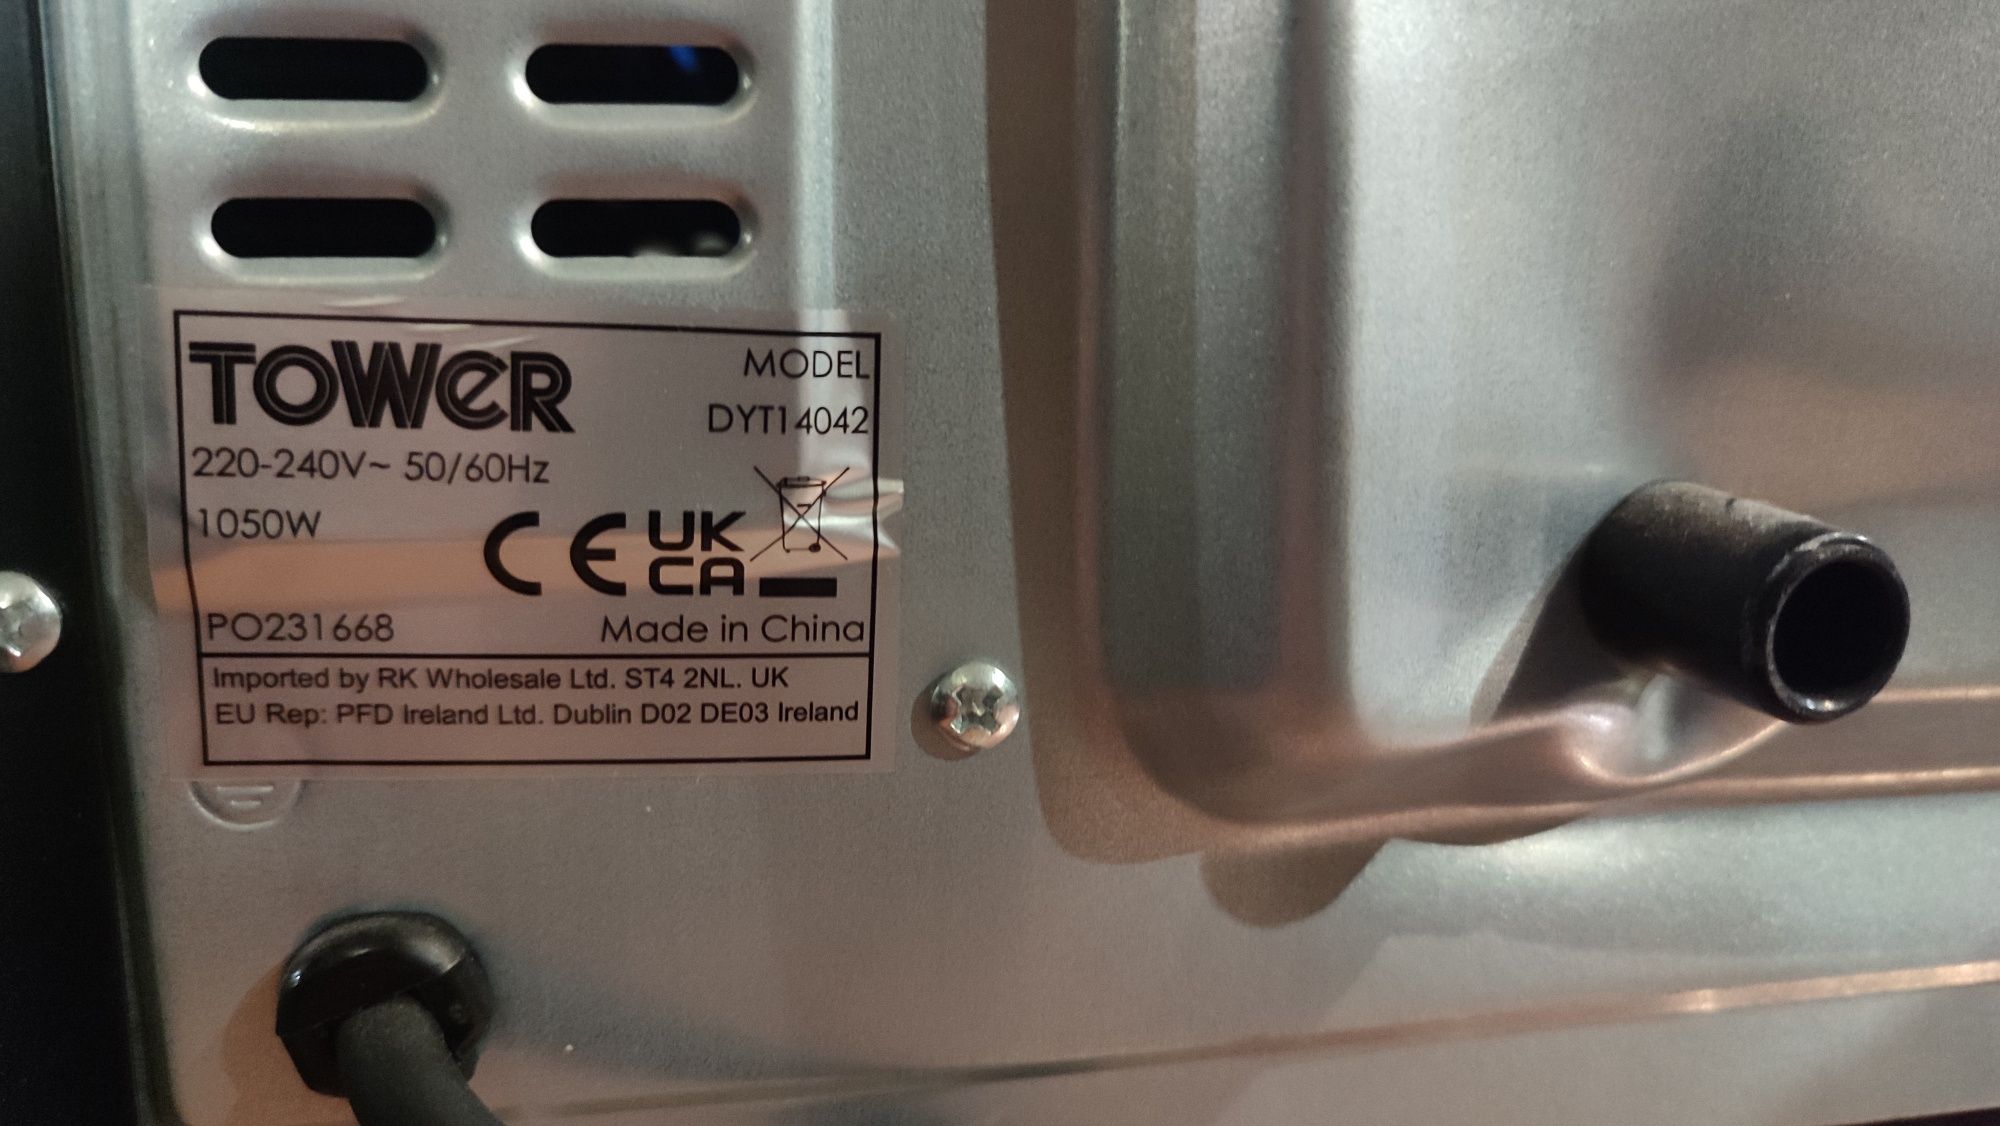 TOWER
MODEL
DYT14042
220-240V~ 50/60Hz
1050W
CE
UK
CA
PO231668
Made in China
Imported by RK Wholesale Ltd. ST4 2NL. UK
EU Rep: PFD Ireland Ltd. Dublin D02 DE03 Ireland